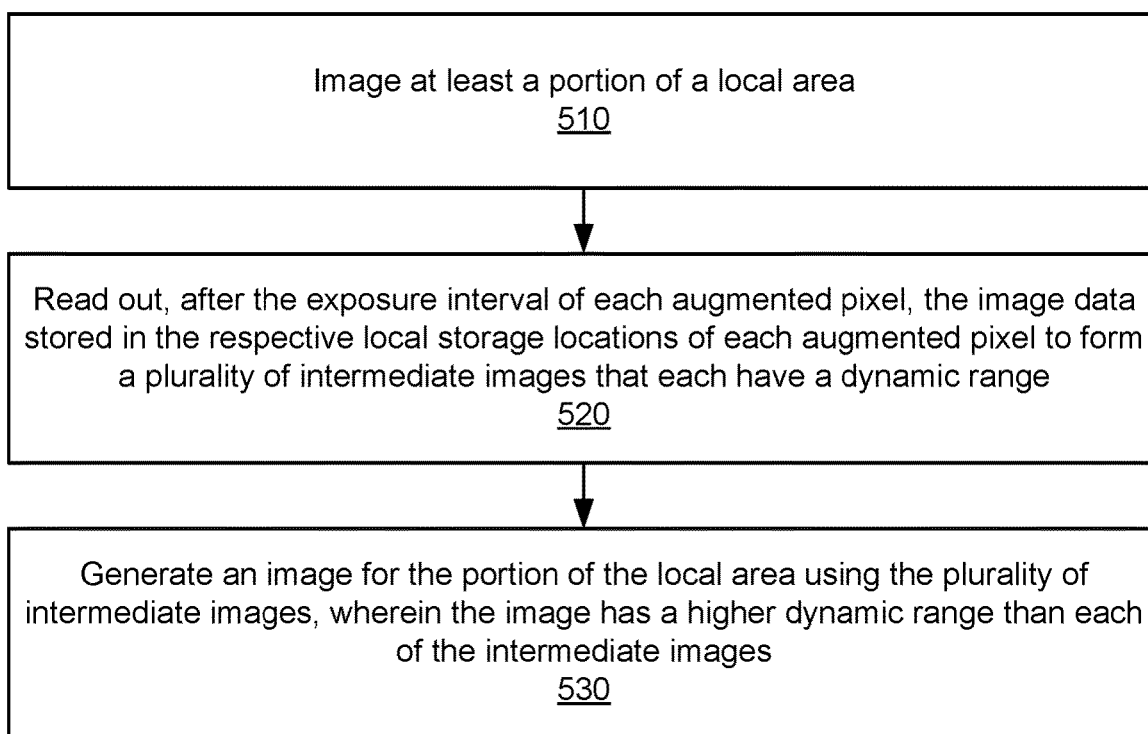 Image at least a portion of a local area
510
Read out, after the exposure interval of each augmented pixel, the image data
stored in the respective local storage locations of each augmented pixel to form
a plurality of intermediate images that each have a dynamic range
520
Generate an image for the portion of the local area using the plurality of
intermediate images, wherein the image has a higher dynamic range than each
of the intermediate images
530